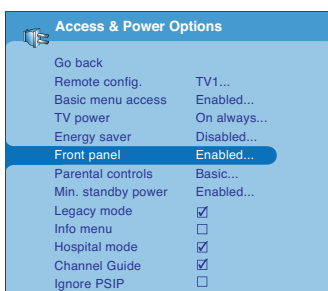 Access & Power Options
Go back
Remote config. TV1...
Basic menu access Enabled...
TV power On always...
Energy saver Disabled...
Front panel Enabled...
Parental controls Basic...
Min. standby power Enabled...
Legacy mode ☑
Info menu ☐
Hospital mode ☑
Channel Guide ☑
Ignore PSIP ☐